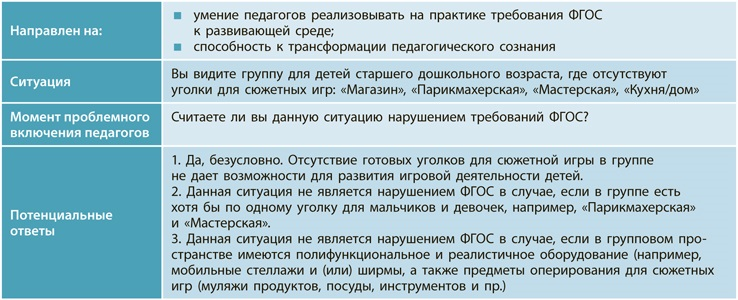 Направлен на:
умение педагогов реализовывать на практике требования ФГОС
к развивающей среде;
способность к трансформации педагогического сознания
Ситуация
Вы видите группу для детей старшего дошкольного возраста, где отсутствуют
уголки для сюжетных игр: «Магазин», «Парикмахерская», «Мастерская», «Кухня/дом»
Момент проблемного
включения педагогов
Считаете ли вы данную ситуацию нарушением требований ФГОС?
Потенциальные
ответы
1. Да, безусловно. Отсутствие готовых уголков для сюжетной игры в группе
не дает возможности для развития игровой деятельности детей.
2. Данная ситуация не является нарушением ФГОС в случае, если в группе есть
хотя бы по одному уголку для мальчиков и девочек, например, «Парикмахерская»
и «Мастерская».
3. Данная ситуация не является нарушением ФГОС в случае, если в групповом про-
странстве имеются полифункциональное и реалистичное оборудование (например,
мобильные стеллажи и (или) ширмы, а также предметы оперирования для сюжетных
игр (муляжи продуктов, посуды, инструментов и пр.)